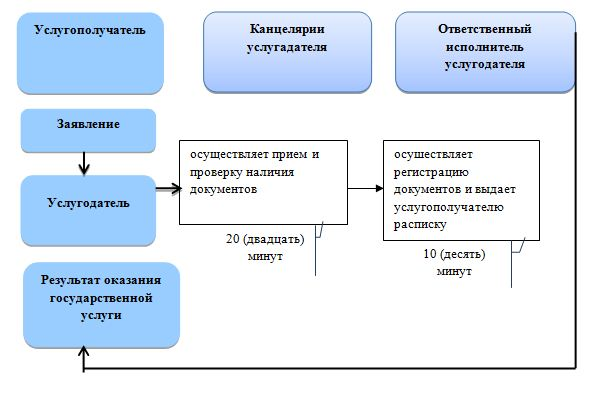 Услугополучатель
Канцелярии
услугадателя
Ответственный
исполнитель
услугодателя
Заявление
Услугодатель
осуществляет прием и
проверку наличия
документов
осуществляет
регистрацию
документов и выдает
услугополучателю
расписку
20 (двадцать)
минут
10 (десять)
минут
Результат оказания
государственной
услуги